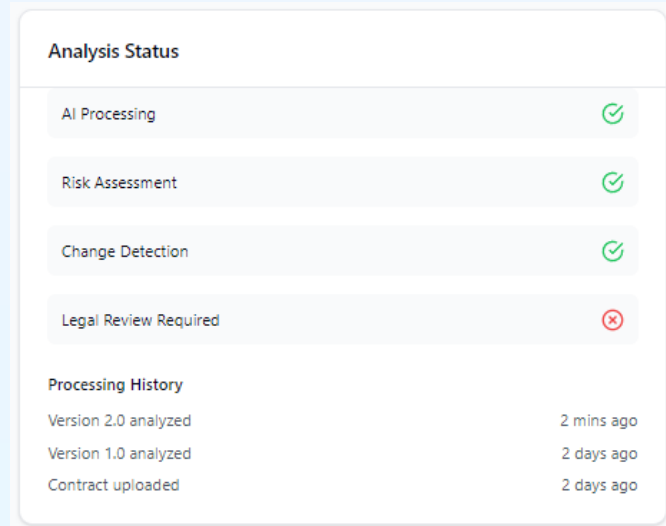 Analysis Status
AI Processing
Risk Assessment
Change Detection
Legal Review Required
Processing History
Version 2.0 analyzed 2 mins ago
Version 1.0 analyzed 2 days ago
Contract uploaded 2 days ago